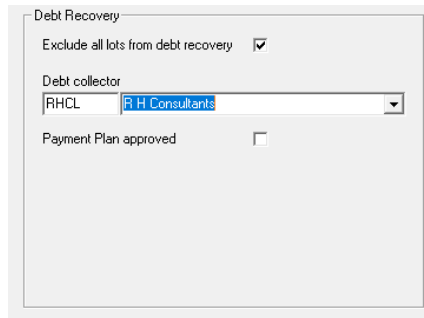 Debt Recovery
Exclude all lots from debt recovery
Debt collector
RHCL R H Consultants
Payment Plan approved